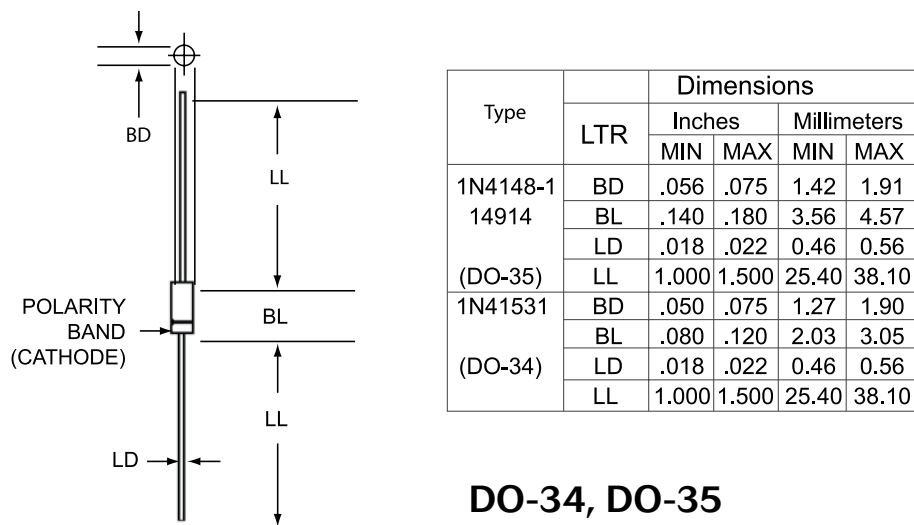 BD
LL
POLARITY
BAND
(CATHODE)
BL
LL
LD
Type LTR Dimensions
Inches Millimeters
MIN MAX MIN MAX
1N4148-1 BD .056 .075 1.42 1.91
14914 BL .140 .180 3.56 4.57
LD .018 .022 0.46 0.56
(DO-35) LL 1.000 1.500 25.40 38.10
1N41531 BD .050 .075 1.27 1.90
BL .080 .120 2.03 3.05
(DO-34) LD .018 .022 0.46 0.56
LL 1.000 1.500 25.40 38.10
DO-34, DO-35